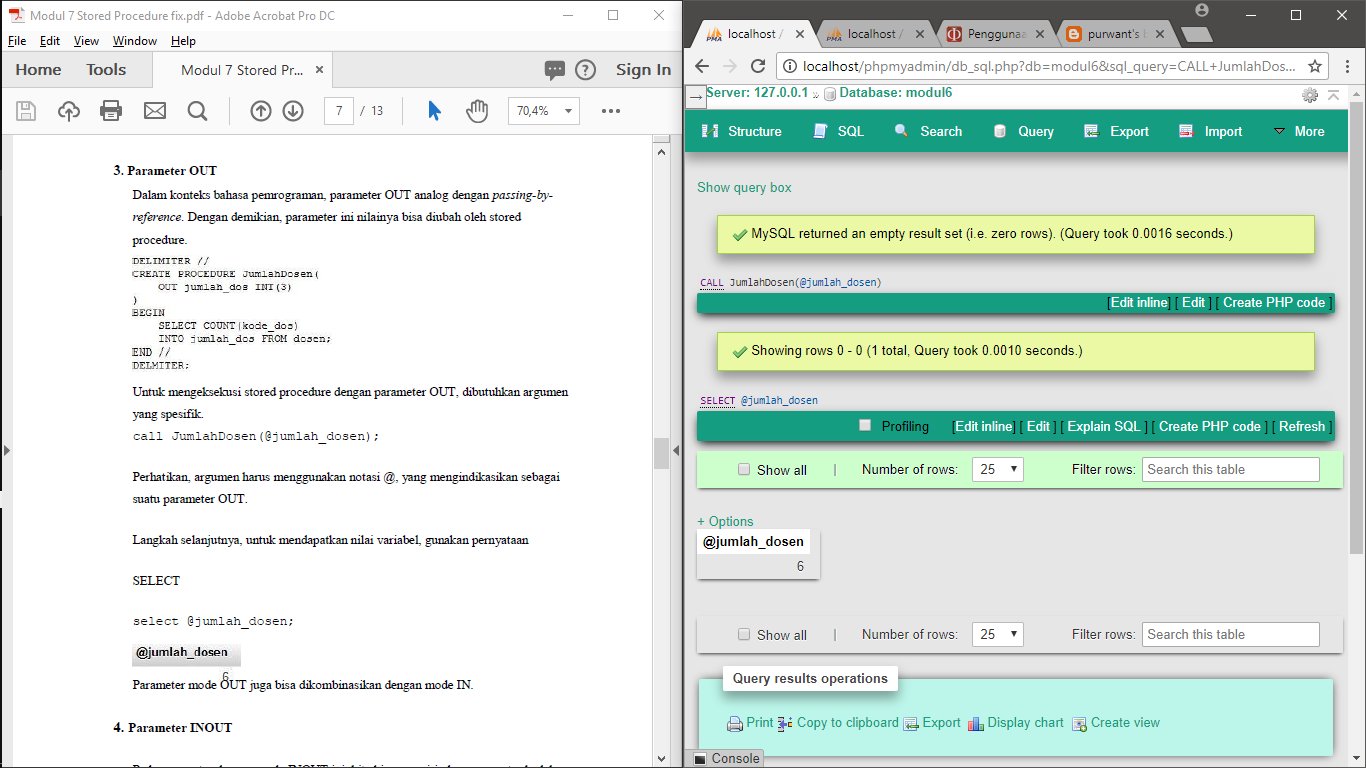 Modul 7 Stored Procedure fix.pdf - Adobe Acrobat Pro DC
File Edit View Window Help
Home Tools Modul 7 Stored Pr... × Sign In
7 / 13 70,4%
3. Parameter OUT
Dalam konteks bahasa pemrograman, parameter OUT analog dengan passing-by-
reference. Dengan demikian, parameter ini nilainya bisa diubah oleh stored
procedure.
DELIMITER //
CREATE PROCEDURE JumlahDosen(
OUT jumlah_dos INT(3)
)
BEGIN
SELECT COUNT(kode_dos)
INTO jumlah_dos FROM dosen;
END //
DELMITER;
Untuk mengeksekusi stored procedure dengan parameter OUT, dibutuhkan argumen
yang spesifik.
call JumlahDosen(@jumlah_dosen);
Perhatikan, argumen harus menggunakan notasi @, yang mengindikasikan sebagai
suatu parameter OUT.
Langkah selanjutnya, untuk mendapatkan nilai variabel, gunakan pernyataan
SELECT
select @jumlah_dosen;
@jumlah_dosen
6
Parameter mode OUT juga bisa dikombinasikan dengan mode IN.
4. Parameter INOUT
localhost / localhost / Penggunaa purwant's
localhost/phpmyadmin/db_sql.php?db=modul6&sql_query=CALL+JumlahDos...
Server: 127.0.0.1 » Database: modul6
Structure SQL Search Query Export Import More
Show query box
MySQL returned an empty result set (i.e. zero rows). (Query took 0.0016 seconds.)
CALL JumlahDosen(@jumlah_dosen)
[Edit inline] [ Edit ] [ Create PHP code ]
Showing rows 0 - 0 (1 total, Query took 0.0010 seconds.)
SELECT @jumlah_dosen
Profiling [Edit inline] [ Edit ] [ Explain SQL ] [ Create PHP code ] [ Refresh ]
Show all | Number of rows: 25 Filter rows: Search this table
+ Options
@jumlah_dosen
6
Show all | Number of rows: 25 Filter rows: Search this table
Query results operations
Print Copy to clipboard Export Display chart Create view
Console